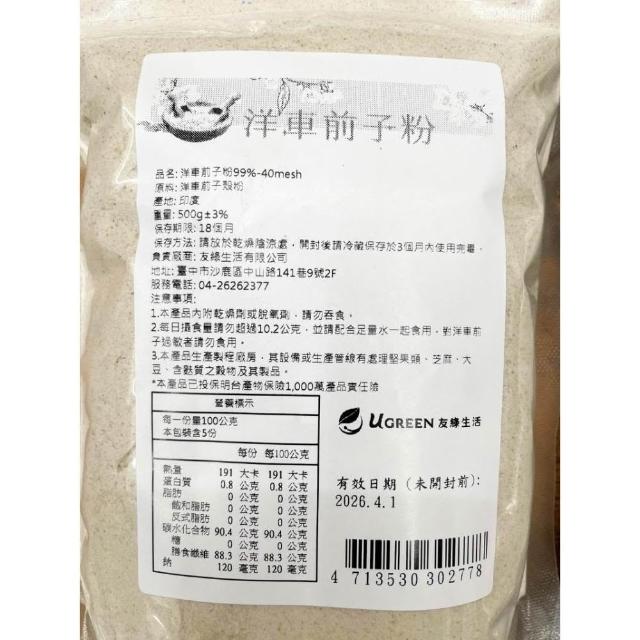 洋車前子粉
品名: 洋車前子粉99%-40mesh
原料: 洋車前子殼粉
產地: 印度
重量: 500g±3%
保存期限: 18個月
保存方法: 請放於乾燥陰涼處，開封後請冷藏保存於3個月內使用完畢。
負責廠商: 友緣生活有限公司
地址: 臺中市沙鹿區中山路141巷9號2F
服務電話: 04-26262377
注意事項:
1.本產品內附乾燥劑或脫氧劑，請勿吞食。
2.每日攝食量請勿超過10.2公克，並請配合足量水一起食用，對洋車前
子過敏者請勿食用。
3.本產品生產製程廠房，其設備或生產管線有處理堅果類、芝麻、大
豆、含麩質之穀物及其製品。
*本產品已投保明台產物保險1,000萬產品責任險
營養標示
每一份量100公克
本包裝含5份
每份 每100公克
熱量 191 大卡 191 大卡
蛋白質 0.8 公克 0.8 公克
脂肪 0 公克 0 公克
飽和脂肪 0 公克 0 公克
反式脂肪 0 公克 0 公克
碳水化合物 90.4 公克 90.4 公克
糖 0 公克 0 公克
膳食纖維 88.3 公克 88.3 公克
鈉 120 毫克 120 毫克
UGREEN 友緣生活
有效日期 (未開封前):
2026.4.1
4 713530 302778